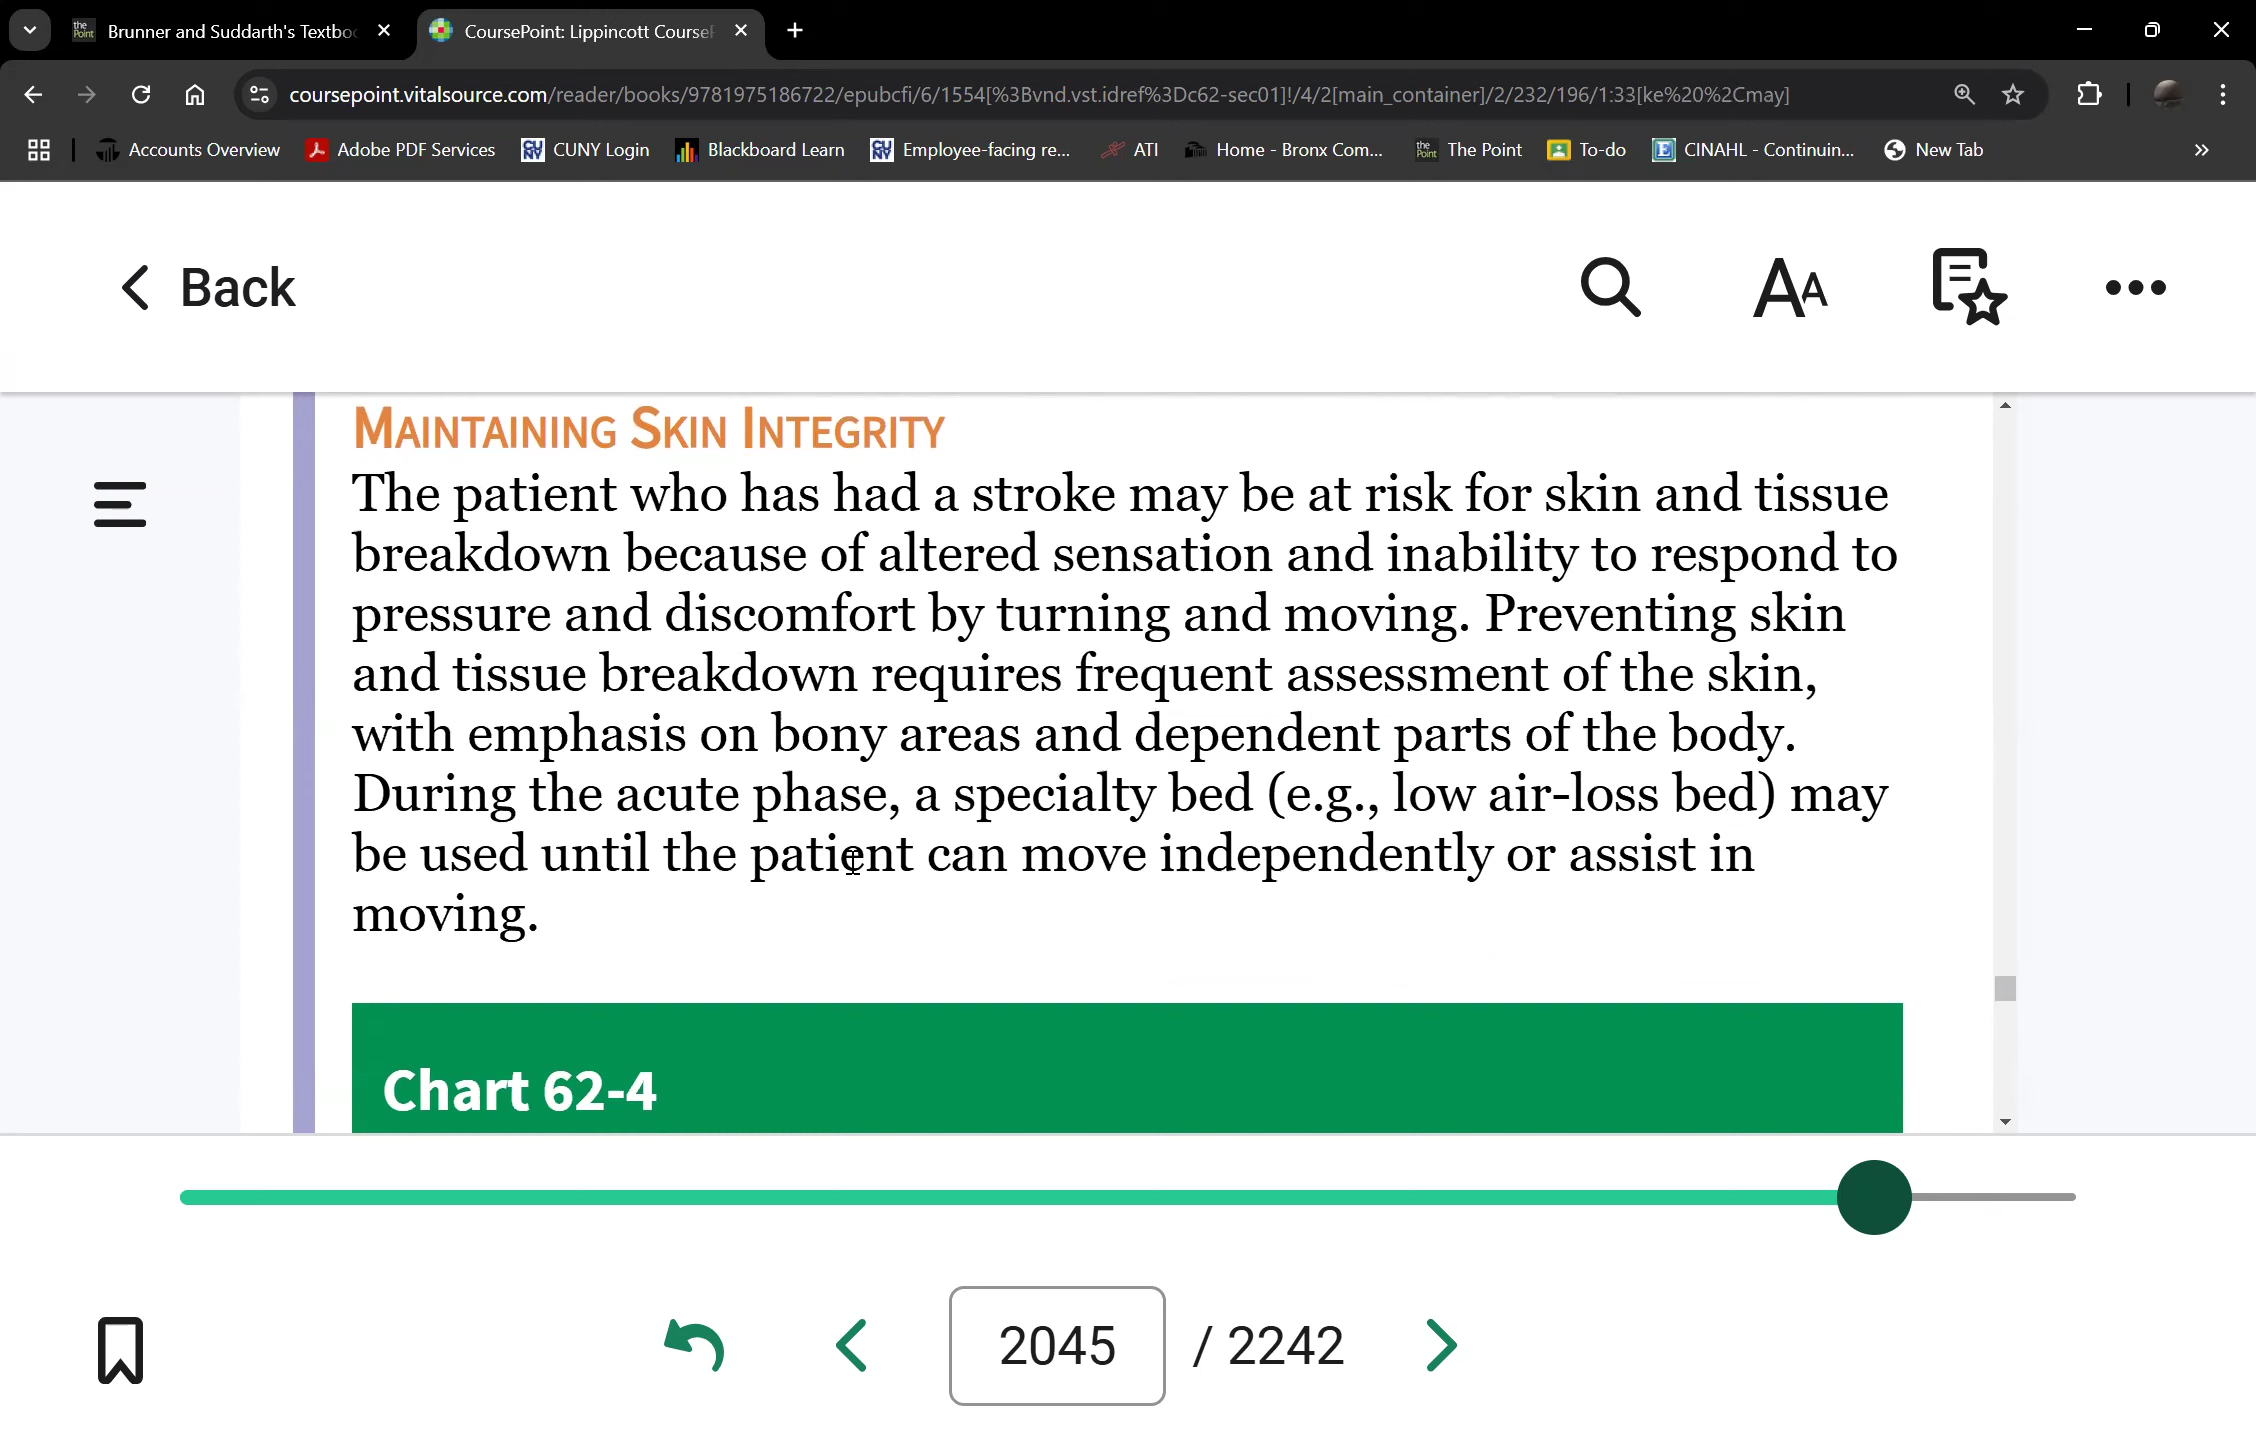 Brunner and Suddarth's Textbo
CoursePoint: Lippincott Course
coursepoint.vitalsource.com/reader/books/9781975186722/epubcfi/6/1554[%3Bvnd.vst.idref%3Dc62-sec01]!/4/2[main_container]/2/232/196/1:33[ke%20%2Cmay]
Accounts Overview
Adobe PDF Services
CUNY Login
Blackboard Learn
Employee-facing re...
ATI
Home - Bronx Com...
the Point
The Point
To-do
CINAHL - Continuin...
New Tab
Back
AA
MAINTAINING SKIN INTEGRITY
The patient who has had a stroke may be at risk for skin and tissue
breakdown because of altered sensation and inability to respond to
pressure and discomfort by turning and moving. Preventing skin
and tissue breakdown requires frequent assessment of the skin,
with emphasis on bony areas and dependent parts of the body.
During the acute phase, a specialty bed (e.g., low air-loss bed) may
be used until the patient can move independently or assist in
moving.
Chart 62-4
2045 / 2242